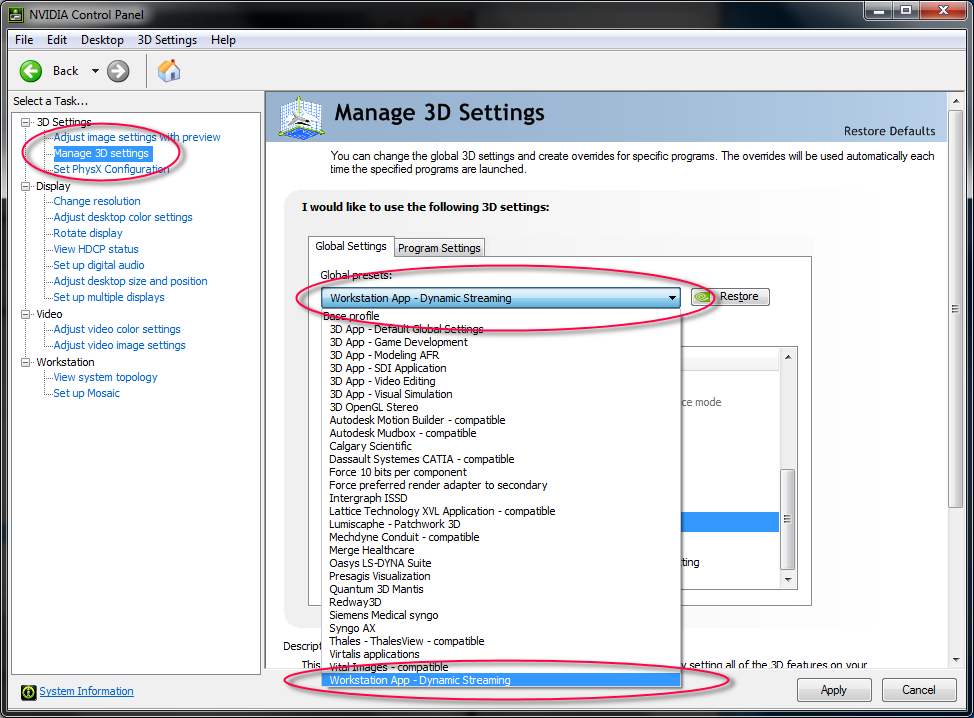 NVIDIA Control Panel
File Edit Desktop 3D Settings Help
Back
Select a Task...
3D Settings
Adjust image settings with preview
Manage 3D settings
Set PhysX Configuration
Display
Change resolution
Adjust desktop color settings
Rotate display
View HDCP status
Set up digital audio
Adjust desktop size and position
Set up multiple displays
Video
Adjust video color settings
Adjust video image settings
Workstation
View system topology
Set up Mosaic
System Information
Manage 3D Settings
Restore Defaults
You can change the global 3D settings and create overrides for specific programs. The overrides will be used automatically each
time the specified programs are launched.
I would like to use the following 3D settings:
Global Settings Program Settings
Global presets:
Workstation App - Dynamic Streaming Restore
Base profile
3D App - Default Global Settings
3D App - Game Development
3D App - Modeling AFR
3D App - SDI Application
3D App - Video Editing
3D App - Visual Simulation
3D OpenGL Stereo
Autodesk Motion Builder - compatible
Autodesk Mudbox - compatible
Calgary Scientific
Dassault Systemes CATIA - compatible
Force 10 bits per component
Force preferred render adapter to secondary
Intergraph ISSD
Lattice Technology XVL Application - compatible
Lumiscaphe - Patchwork 3D
Mechdyne Conduit - compatible
Merge Healthcare
Oasys LS-DYNA Suite
Presagis Visualization
Quantum 3D Mantis
Redway3D
Siemens Medical syngo
Syngo AX
Thales - ThalesView - compatible
Virtalis applications
Vital Images - compatible
Workstation App - Dynamic Streaming
ce mode
ting
Descript
This
setting all of the 3D features on your
Apply Cancel